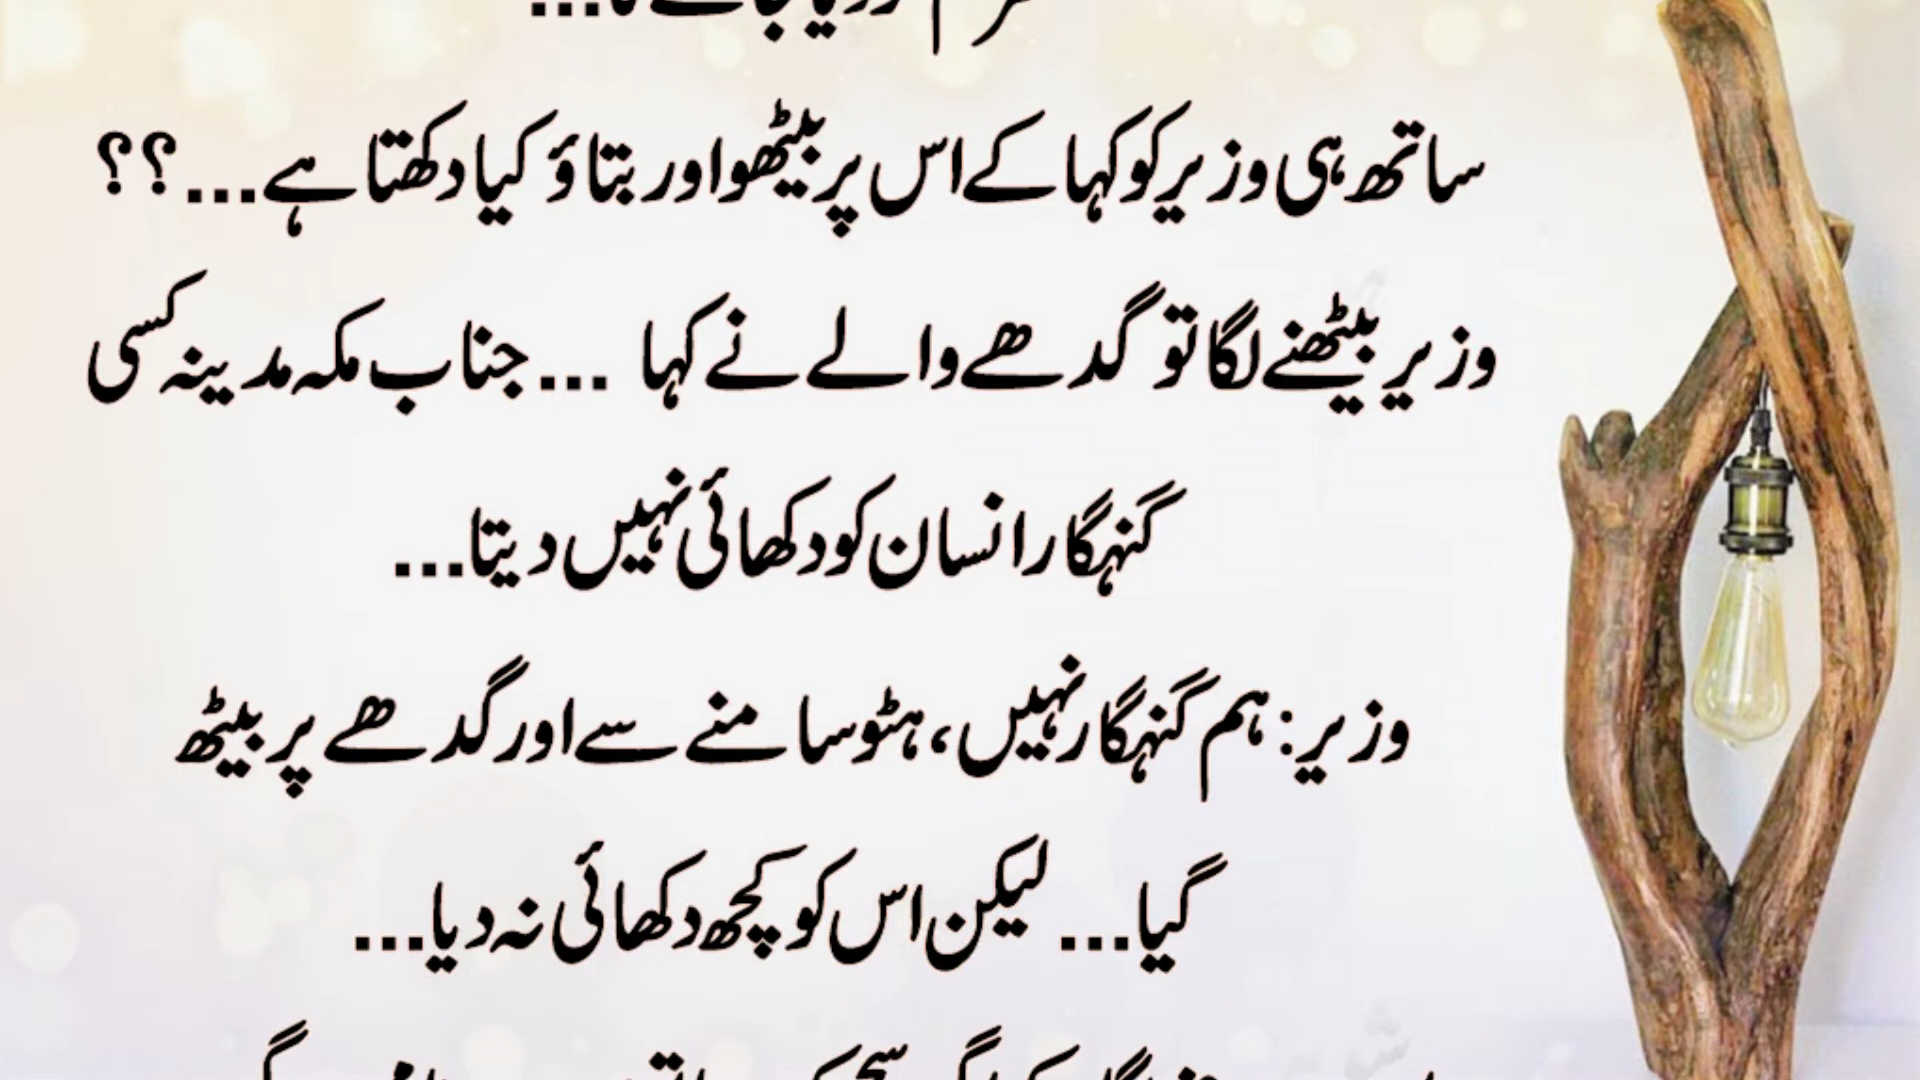 ساتھ ہی وزیر کو کہا کے اس پر بیٹھو اور بتاؤ کیا دکھتا ہے...؟؟
وزیر بیٹھنے لگا تو گدھے والے نے کہا ... جناب مکہ مدینہ کسی
گنہگار انسان کو دکھائی نہیں دیتا...
وزیر: ہم گنہگار نہیں، ہٹو سامنے سے اور گدھے پر بیٹھ
گیا... لیکن اس کو کچھ دکھائی نہ دیا...